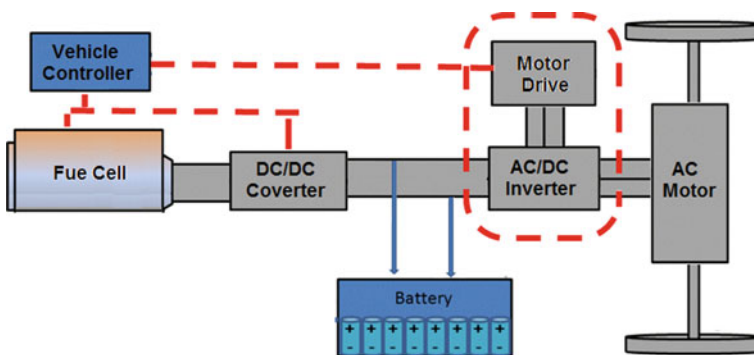 Vehicle
Controller
Motor
Drive
Fue Cell
DC/DC
Coverter
AC/DC
Inverter
AC
Motor
Battery
+ + + + + + + +
- - - - - - - -